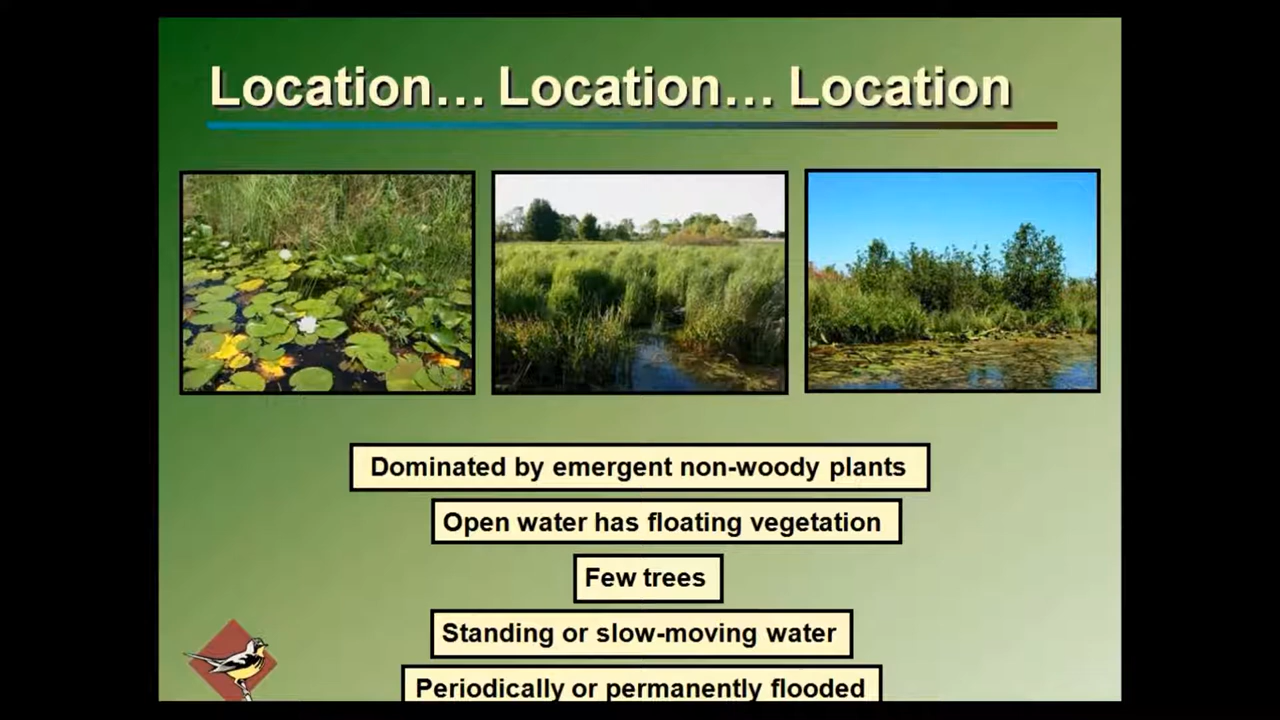 Location... Location... Location
Dominated by emergent non-woody plants
Open water has floating vegetation
Few trees
Standing or slow-moving water
Periodically or permanently flooded